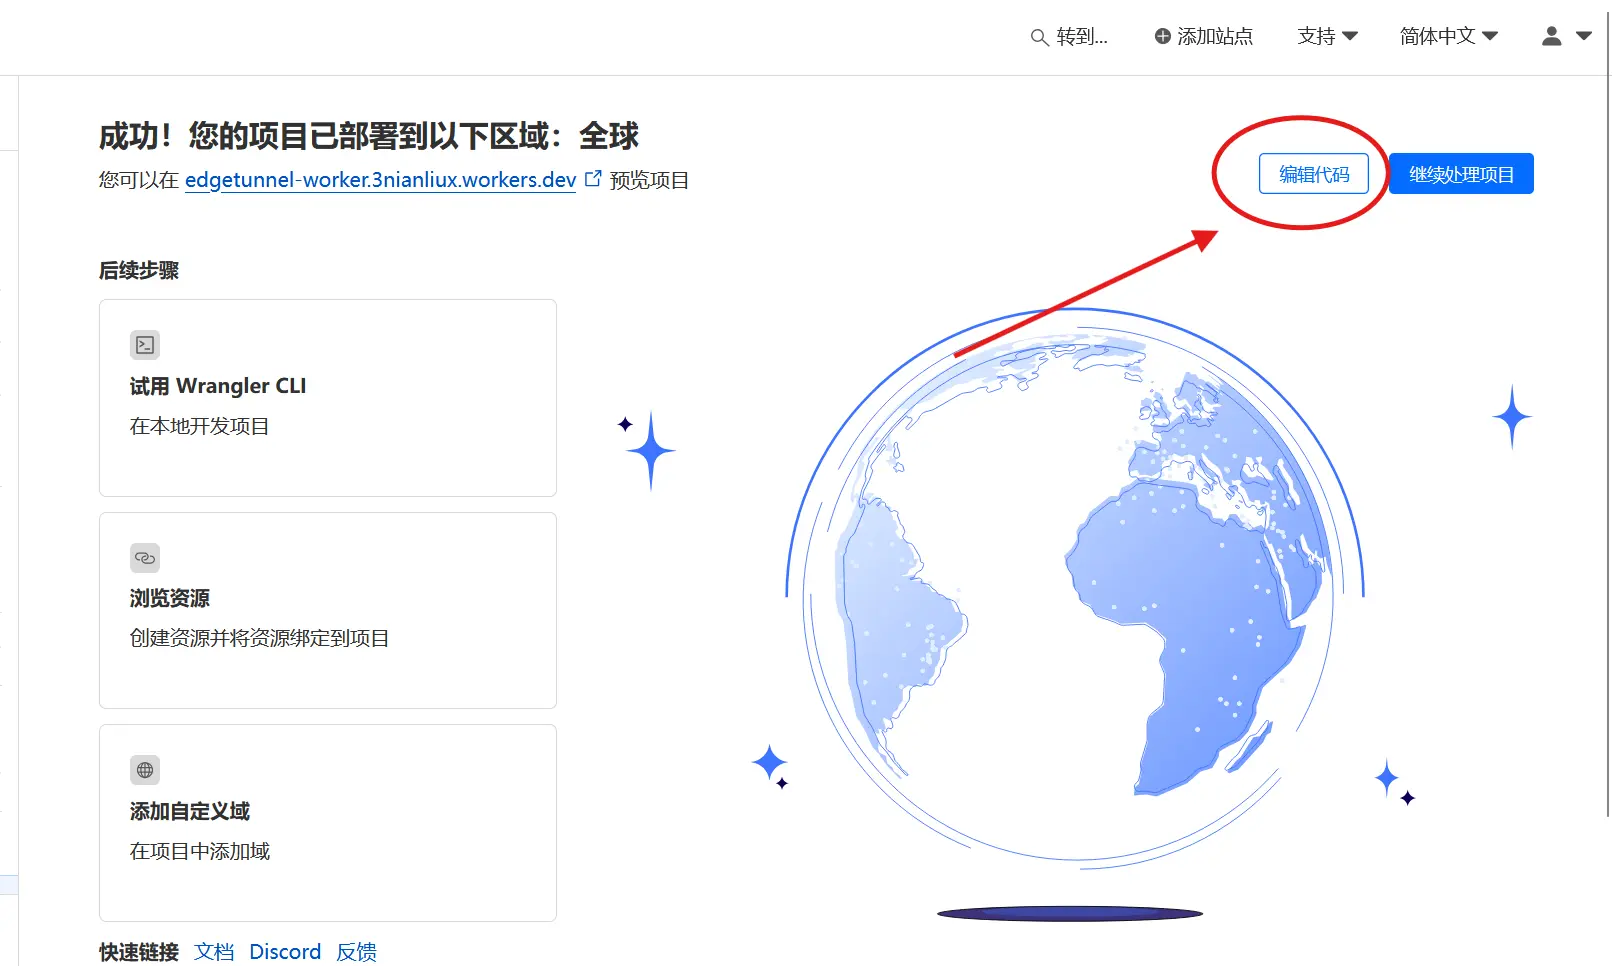 转到... 添加站点 支持 简体中文
成功！您的项目已部署到以下区域：全球
您可以在 edgetunnel-worker.3nianliux.workers.dev 预览项目
编辑代码 继续处理项目
后续步骤
试用 Wrangler CLI
在本地开发项目
浏览资源
创建资源并将资源绑定到项目
添加自定义域
在项目中添加域
快速链接 文档 Discord 反馈